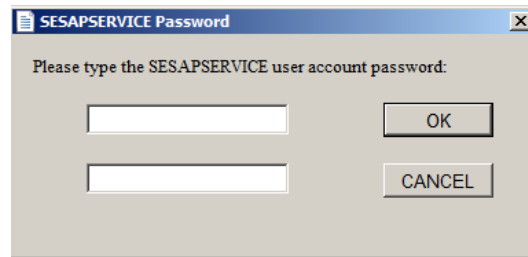 SESAPSERVICE Password
Please type the SESAPSERVICE user account password:
OK
CANCEL